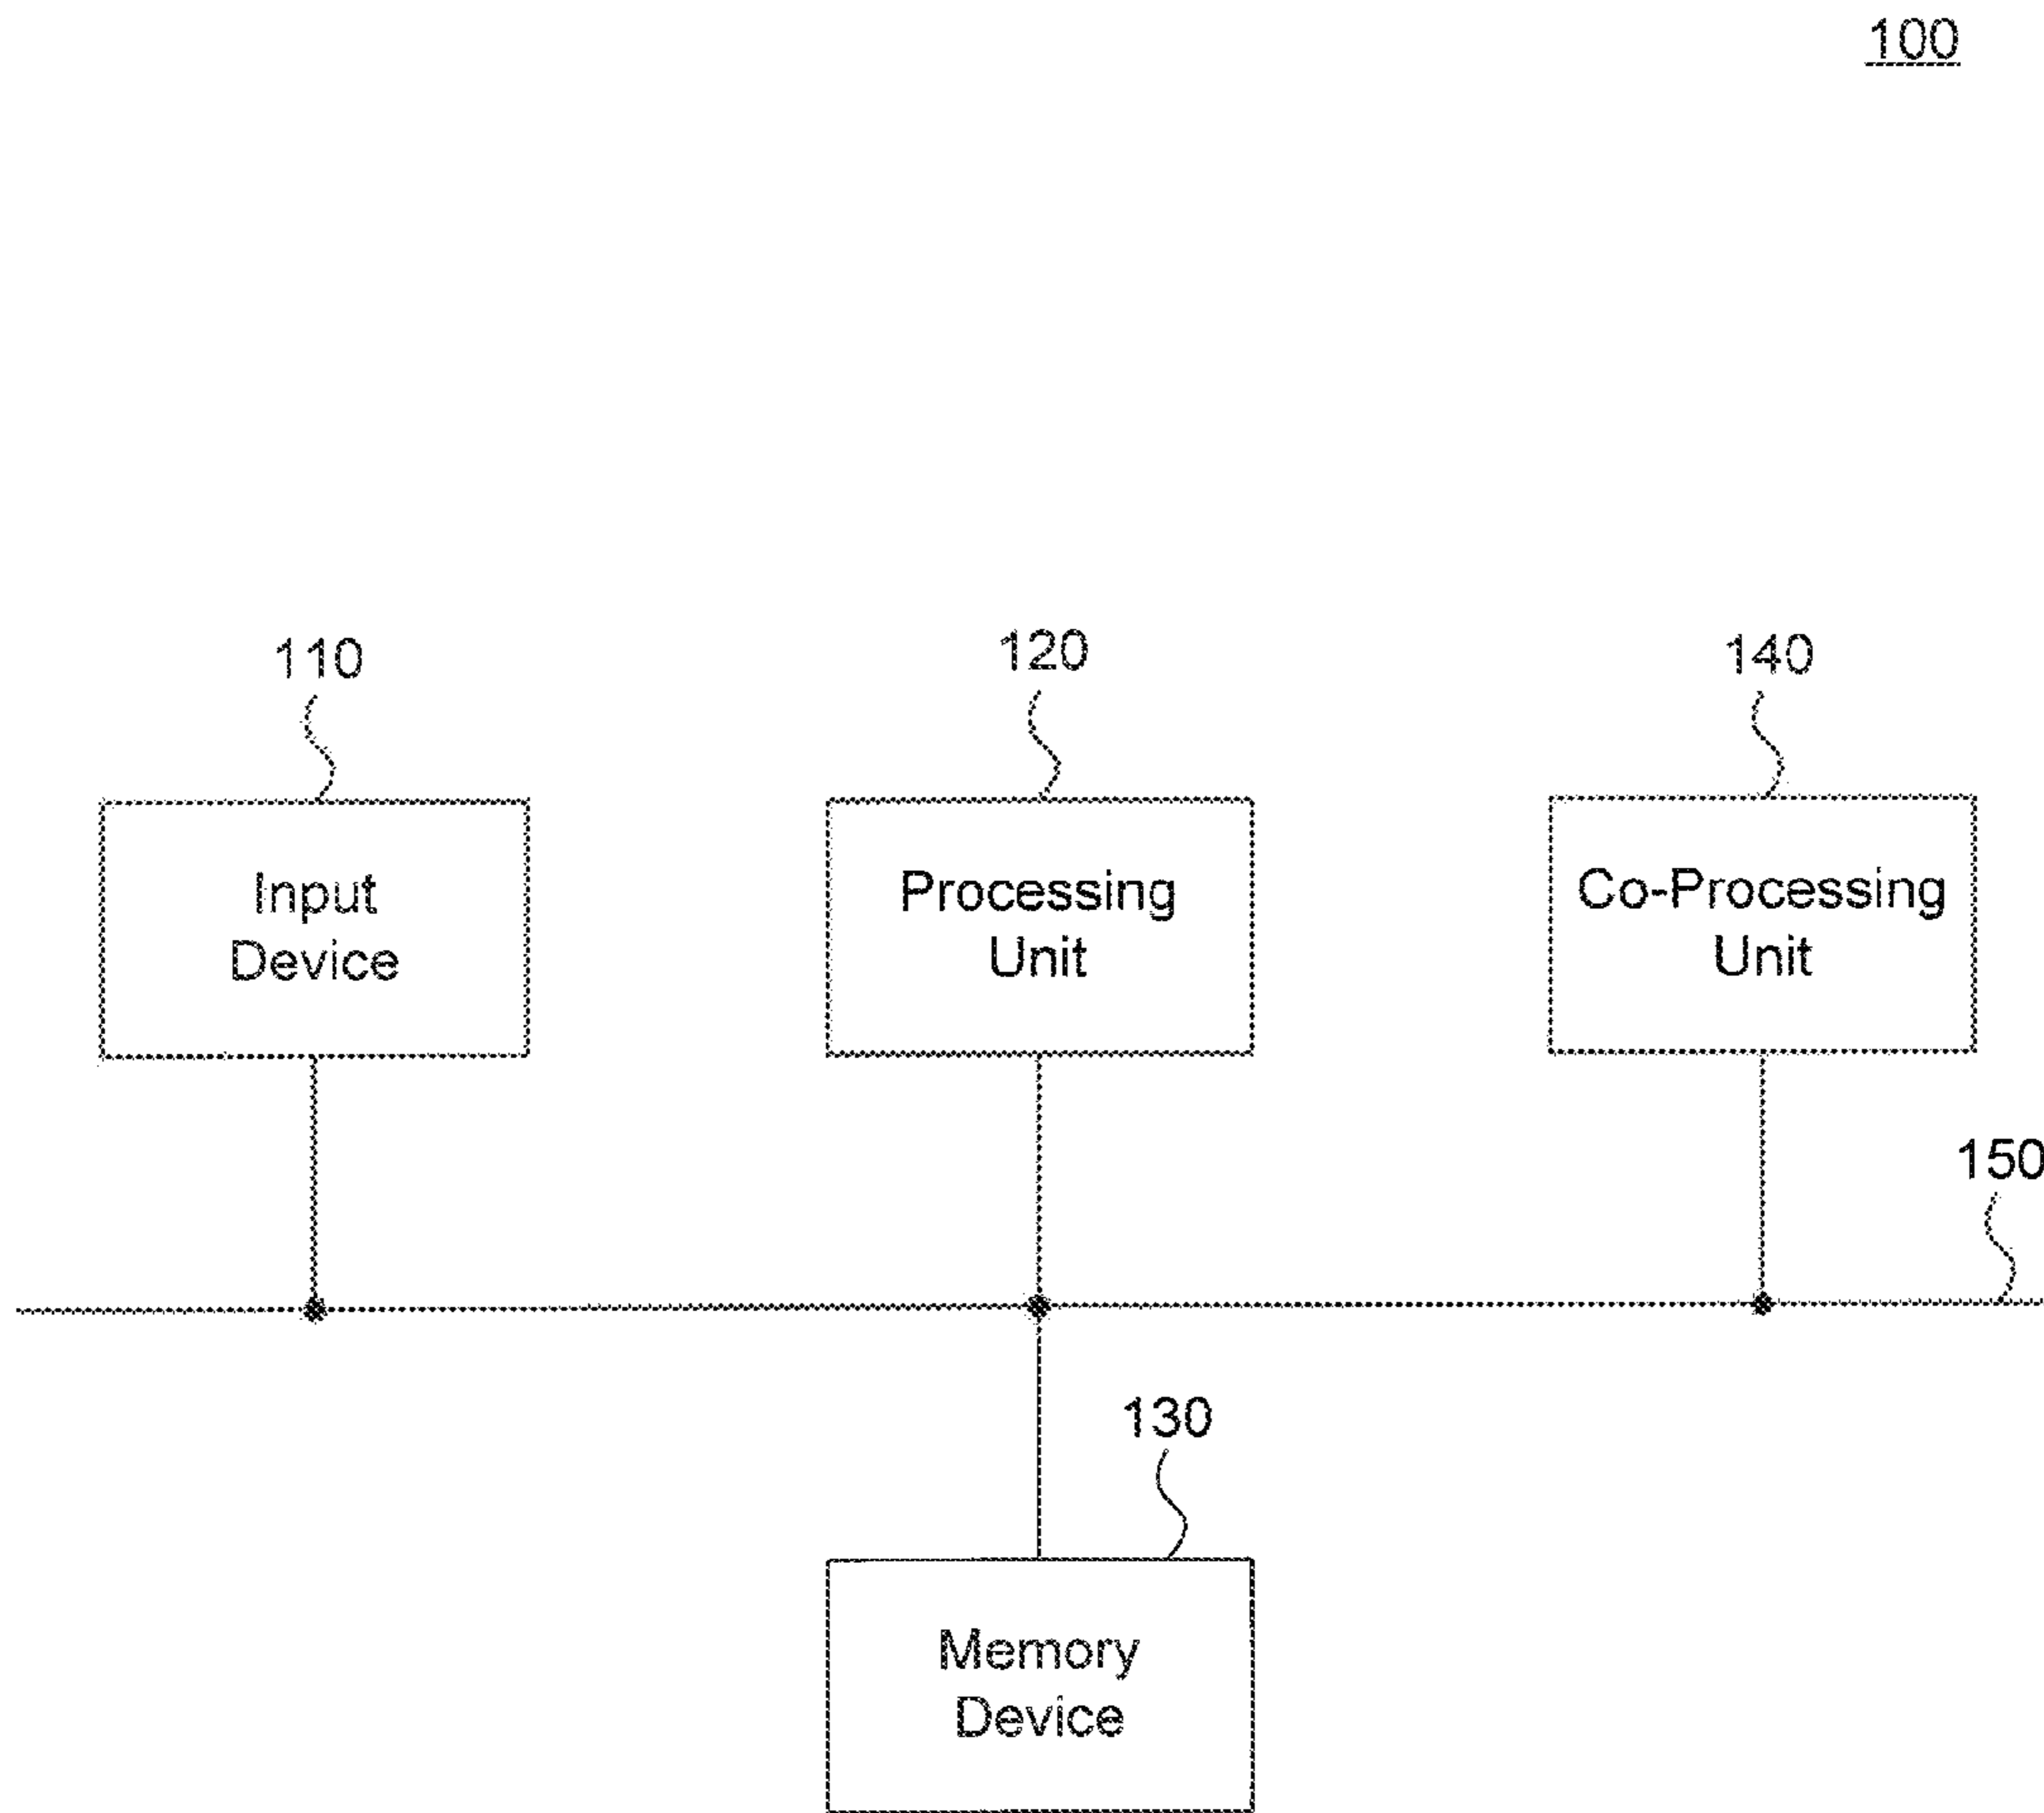 100
110
120
140
Input
Device
Processing
Unit
Co-Processing
Unit
150
130
Memory
Device